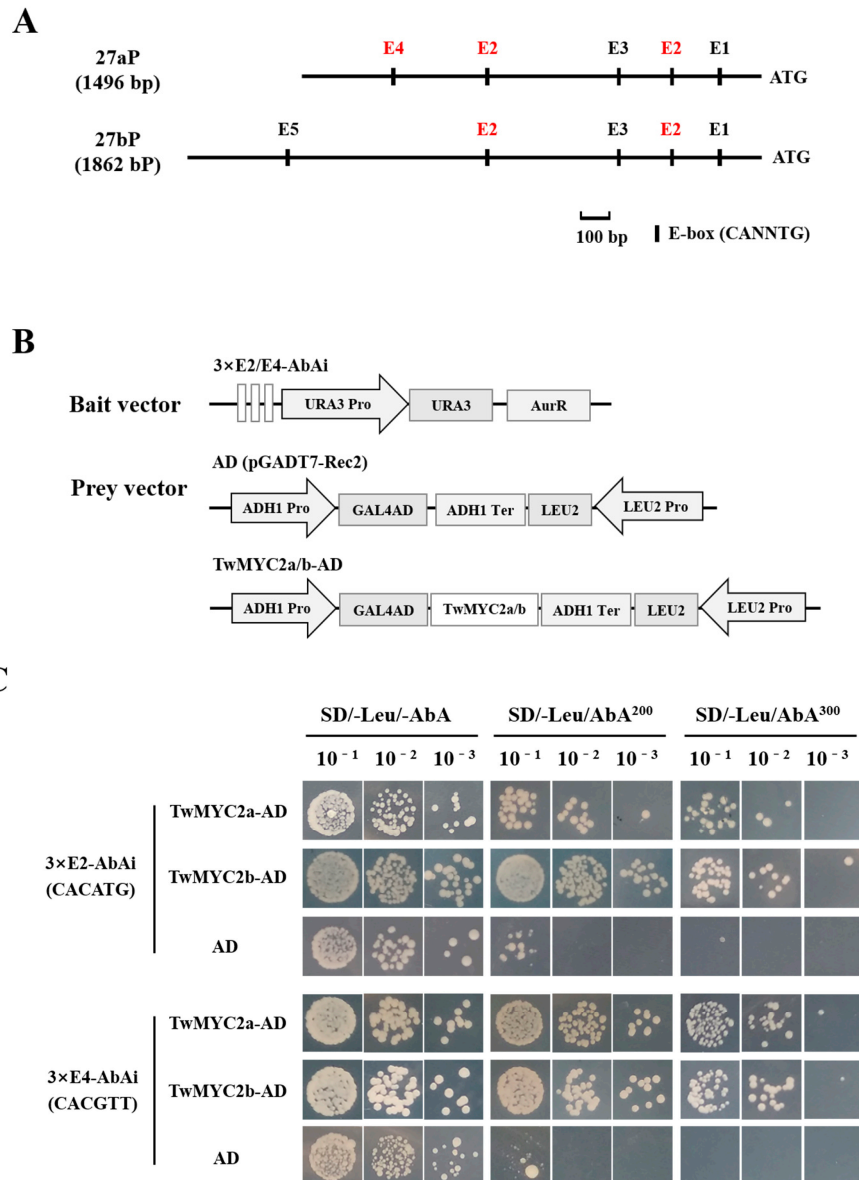 A
27aP
(1496 bp)
E4 E2 E3 E2 E1
ATG
27bP
(1862 bP)
E5 E2 E3 E2 E1
ATG
100 bp
E-box (CANNTG)
B
3×E2/E4-AbAi
Bait vector
URA3 Pro URA3 AurR
AD (pGADT7-Rec2)
Prey vector
ADH1 Pro GAL4AD ADH1 Ter LEU2 LEU2 Pro
TwMYC2a/b-AD
ADH1 Pro GAL4AD TwMYC2a/b ADH1 Ter LEU2 LEU2 Pro
C
SD/-Leu/-AbA SD/-Leu/AbA²⁰⁰ SD/-Leu/AbA³⁰⁰
10⁻¹ 10⁻² 10⁻³ 10⁻¹ 10⁻² 10⁻³ 10⁻¹ 10⁻² 10⁻³
TwMYC2a-AD
3×E2-AbAi
(CACATG)
TwMYC2b-AD
AD
TwMYC2a-AD
3×E4-AbAi
(CACGTT)
TwMYC2b-AD
AD